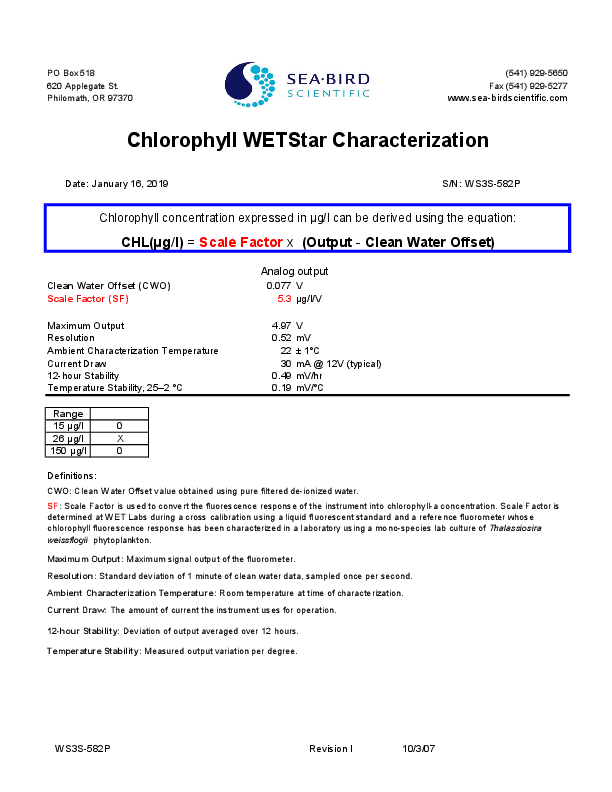 PO Box 518
620 Applegate St.
Philomath, OR 97370
SEA·BIRD
SCIENTIFIC
(541) 929-5650
Fax (541) 929-5277
www.sea-birdscientific.com
Chlorophyll WETStar Characterization
Date: January 16, 2019 S/N: WS3S-582P
Chlorophyll concentration expressed in µg/l can be derived using the equation:
CHL(µg/l) = Scale Factor x (Output - Clean Water Offset)
Analog output
Clean Water Offset (CWO) 0.077 V
Scale Factor (SF) 5.3 µg/l/V
Maximum Output 4.97 V
Resolution 0.52 mV
Ambient Characterization Temperature 22 ± 1°C
Current Draw 30 mA @ 12V (typical)
12-hour Stability 0.49 mV/hr
Temperature Stability, 25–2 °C 0.19 mV/°C
Range
15 µg/l 0
26 µg/l X
150 µg/l 0
Definitions:
CWO: Clean Water Offset value obtained using pure filtered de-ionized water.
SF: Scale Factor is used to convert the fluorescence response of the instrument into chlorophyll-a concentration. Scale Factor is
determined at WET Labs during a cross calibration using a liquid fluorescent standard and a reference fluorometer whose
chlorophyll fluorescence response has been characterized in a laboratory using a mono-species lab culture of Thalassiosira
weissflogii phytoplankton.
Maximum Output: Maximum signal output of the fluorometer.
Resolution: Standard deviation of 1 minute of clean water data, sampled once per second.
Ambient Characterization Temperature: Room temperature at time of characterization.
Current Draw: The amount of current the instrument uses for operation.
12-hour Stability: Deviation of output averaged over 12 hours.
Temperature Stability: Measured output variation per degree.
WS3S-582P Revision I 10/3/07